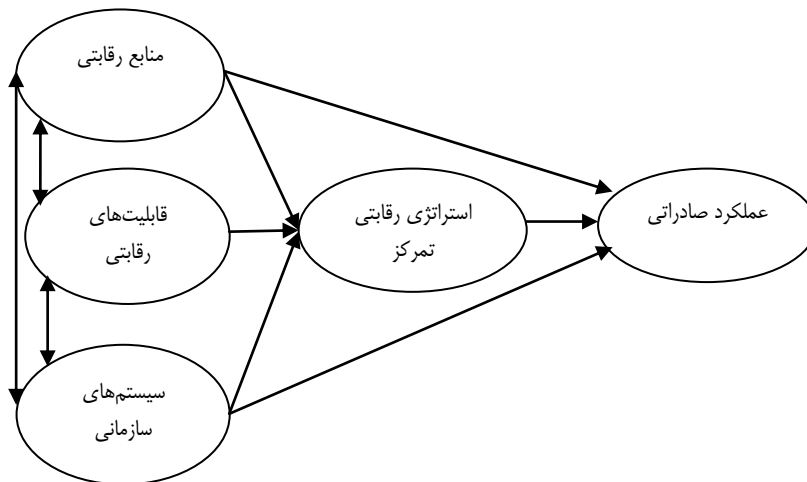 منابع رقابتی
قابلیت‌های
رقابتی
سیستم‌های
سازمانی
استراتژی رقابتی
تمرکز
عملکرد صادراتی